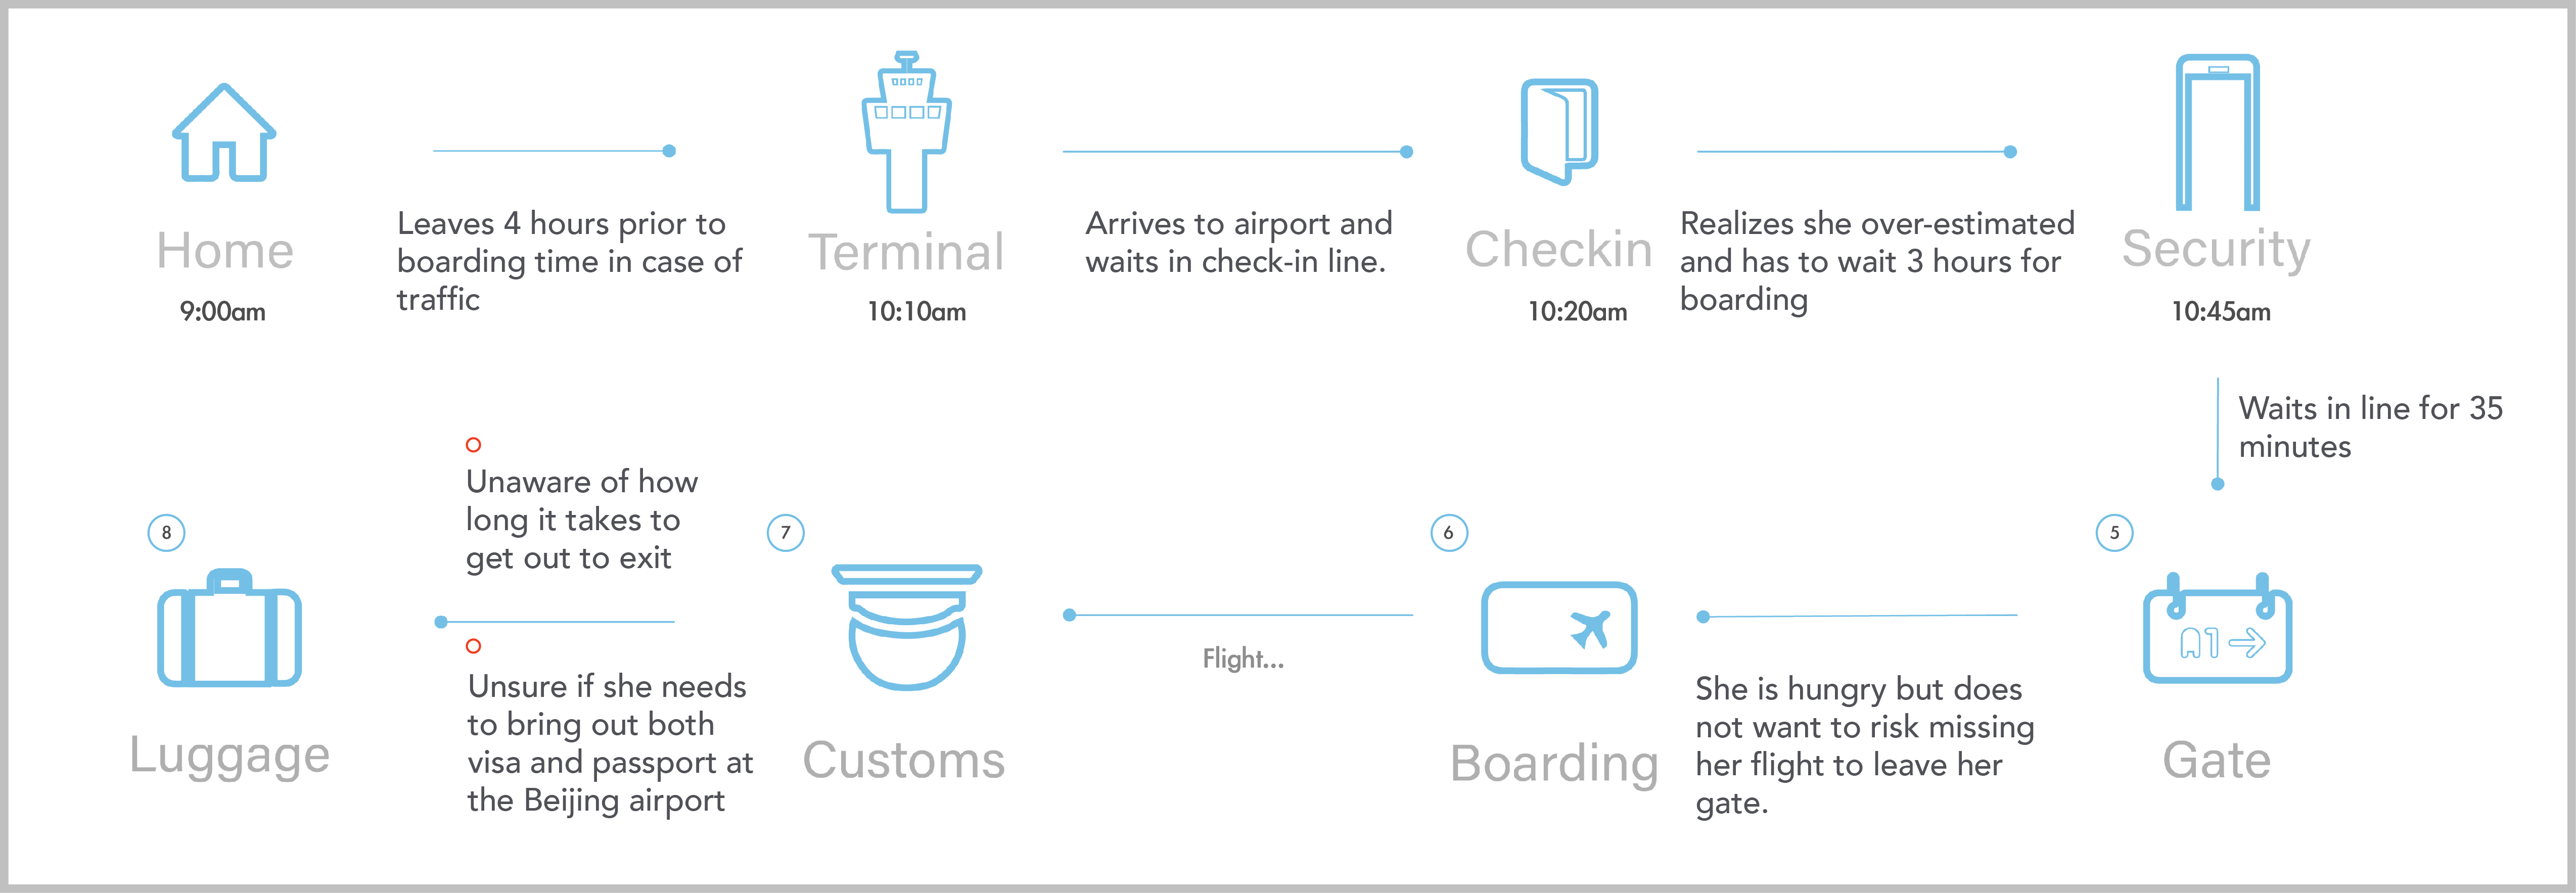 Home
9:00am
Leaves 4 hours prior to
boarding time in case of
traffic
Terminal
10:10am
Arrives to airport and
waits in check-in line.
Checkin
10:20am
Realizes she over-estimated
and has to wait 3 hours for
boarding
Security
10:45am
Waits in line for 35
minutes
5
A1
Gate
She is hungry but does
not want to risk missing
her flight to leave her
gate.
6
Boarding
Flight...
7
Customs
Unaware of how
long it takes to
get out to exit
Unsure if she needs
to bring out both
visa and passport at
the Beijing airport
8
Luggage